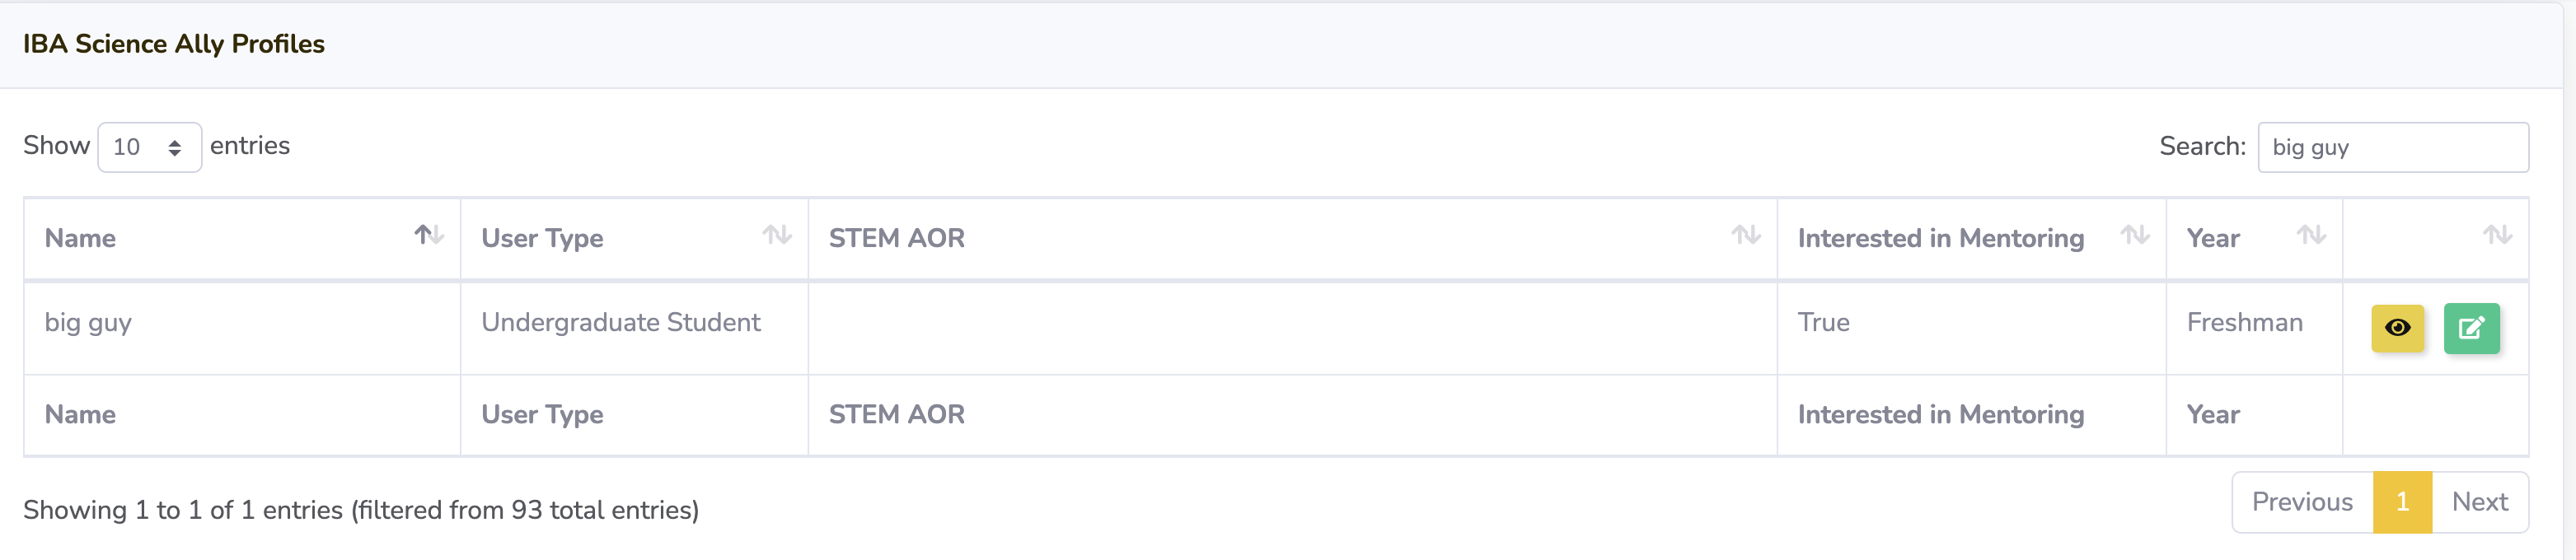 IBA Science Ally Profiles
Show 10 entries
Search: big guy
Name User Type STEM AOR Interested in Mentoring Year
big guy Undergraduate Student True Freshman
Name User Type STEM AOR Interested in Mentoring Year
Showing 1 to 1 of 1 entries (filtered from 93 total entries)
Previous 1 Next